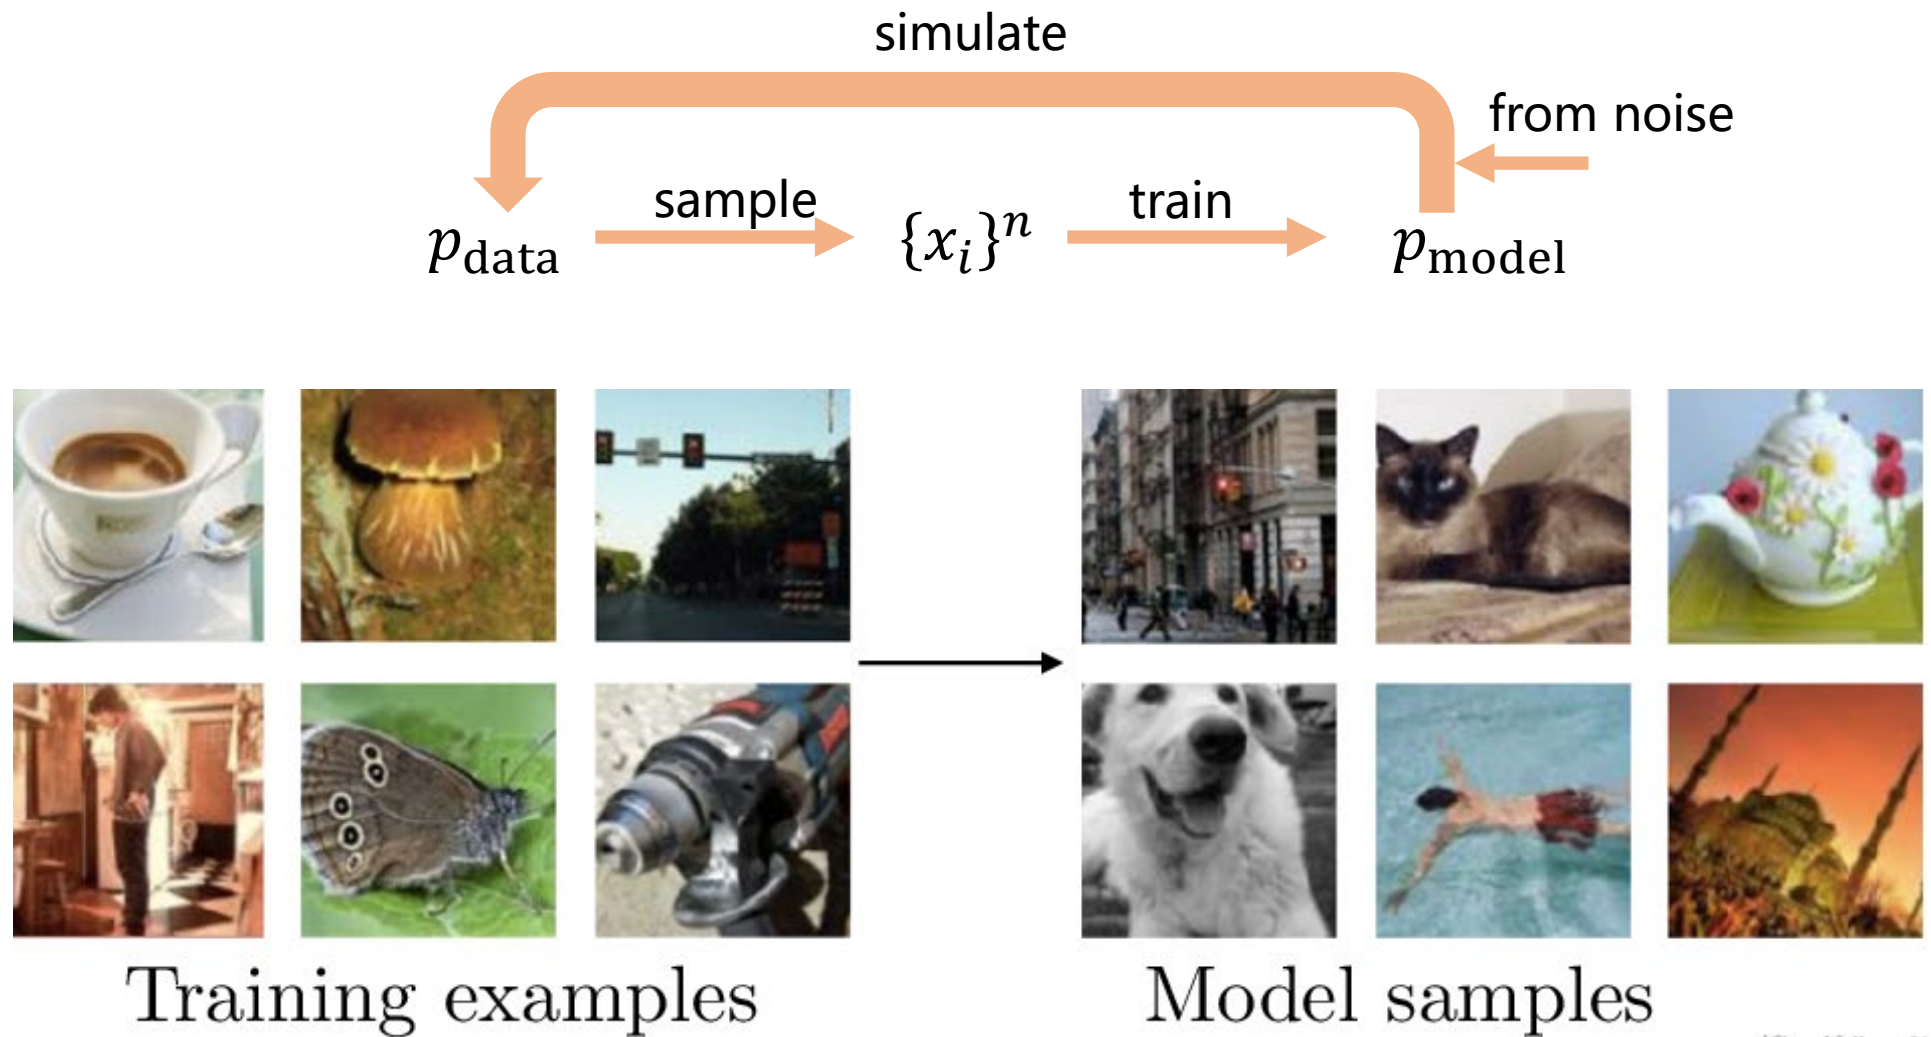 simulate
from noise
sample
train
p_data
{x_i}^n
p_model
Training examples
Model samples